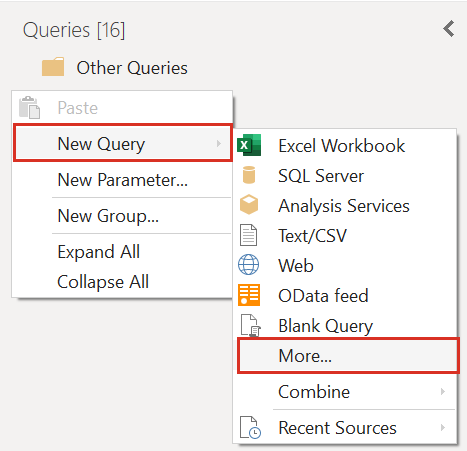 Queries [16]
Other Queries
Paste
New Query
New Parameter...
New Group...
Expand All
Collapse All
Excel Workbook
SQL Server
Analysis Services
Text/CSV
Web
OData feed
Blank Query
More...
Combine
Recent Sources